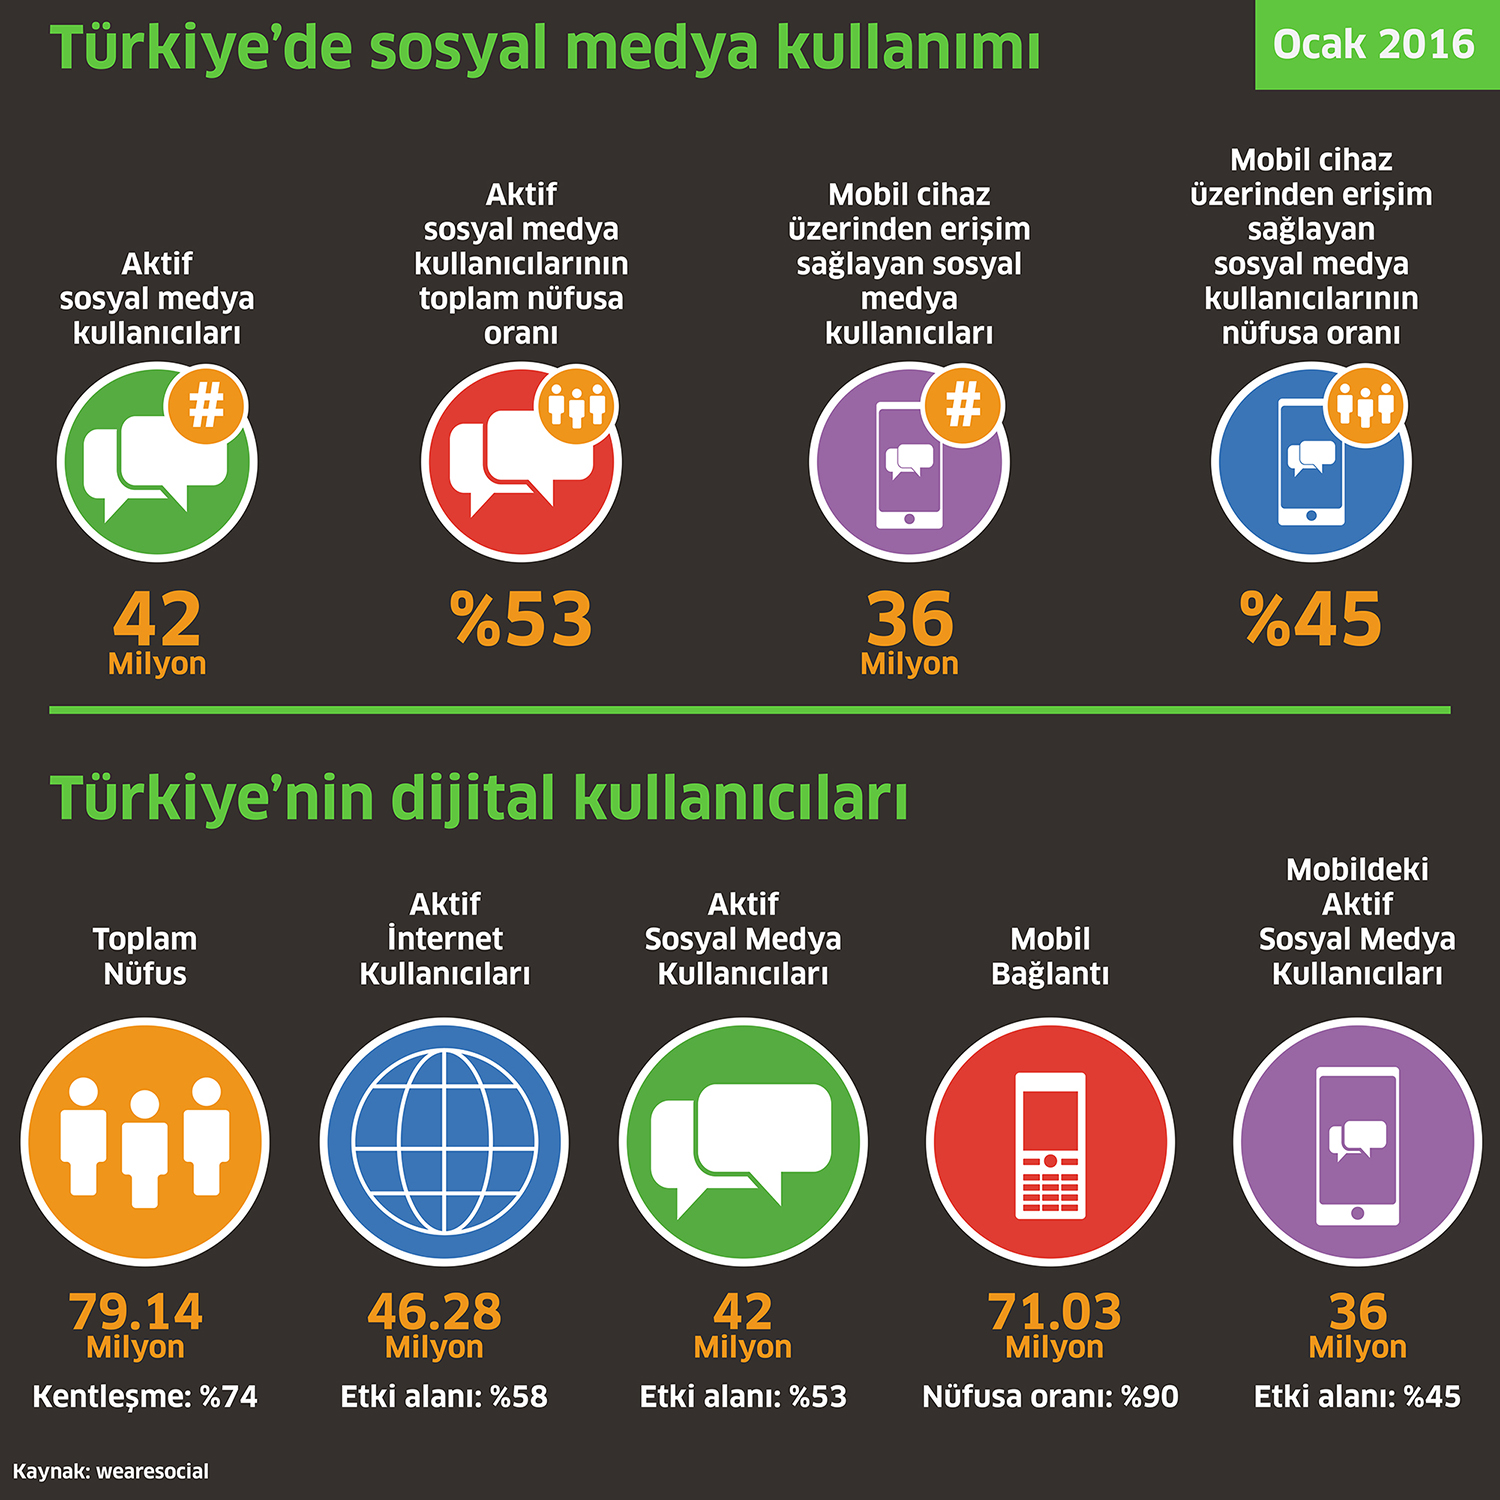 Türkiye’de sosyal medya kullanımı
Ocak 2016
Aktif
sosyal medya
kullanıcıları
#
42
Milyon
Aktif
sosyal medya
kullanıcılarının
toplam nüfusa
oranı
%53
Mobil cihaz
üzerinden erişim
sağlayan sosyal
medya
kullanıcıları
#
36
Milyon
Mobil cihaz
üzerinden erişim
sağlayan
sosyal medya
kullanıcılarının
nüfusa oranı
%45
Türkiye’nin dijital kullanıcıları
Toplam
Nüfus
79.14
Milyon
Kentleşme: %74
Aktif
İnternet
Kullanıcıları
46.28
Milyon
Etki alanı: %58
Aktif
Sosyal Medya
Kullanıcıları
42
Milyon
Etki alanı: %53
Mobil
Bağlantı
71.03
Milyon
Nüfusa oranı: %90
Mobildeki
Aktif
Sosyal Medya
Kullanıcıları
36
Milyon
Etki alanı: %45
Kaynak: wearesocial